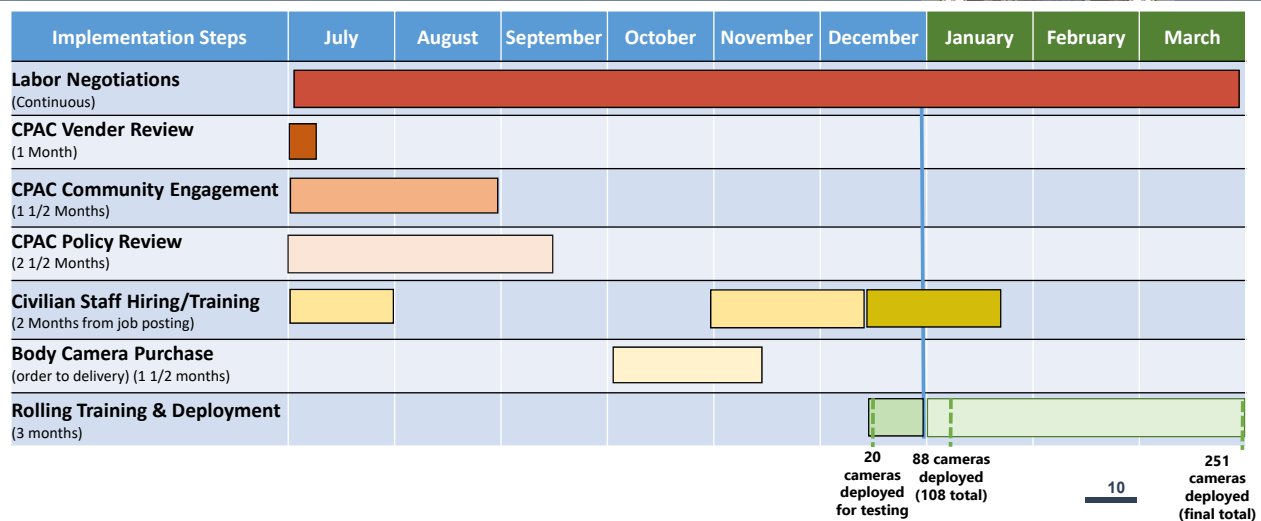 Implementation Steps July August September October November December January February March
Labor Negotiations
(Continuous)
CPAC Vender Review
(1 Month)
CPAC Community Engagement
(1 1/2 Months)
CPAC Policy Review
(2 1/2 Months)
Civilian Staff Hiring/Training
(2 Months from job posting)
Body Camera Purchase
(order to delivery) (1 1/2 months)
Rolling Training & Deployment
(3 months)
20
cameras
deployed
for testing
88 cameras
deployed
(108 total)
251
cameras
deployed
(final total)
10